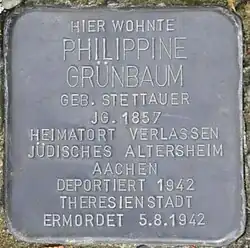 HIER WOHNTE
PHILIPPINE
GRÜNBAUM
GEB. STETTAUER
JG. 1857
HEIMATORT VERLASSEN
JÜDISCHES ALTERSHEIM
AACHEN
DEPORTIERT 1942
THERESIENSTADT
ERMORDET 5.8.1942